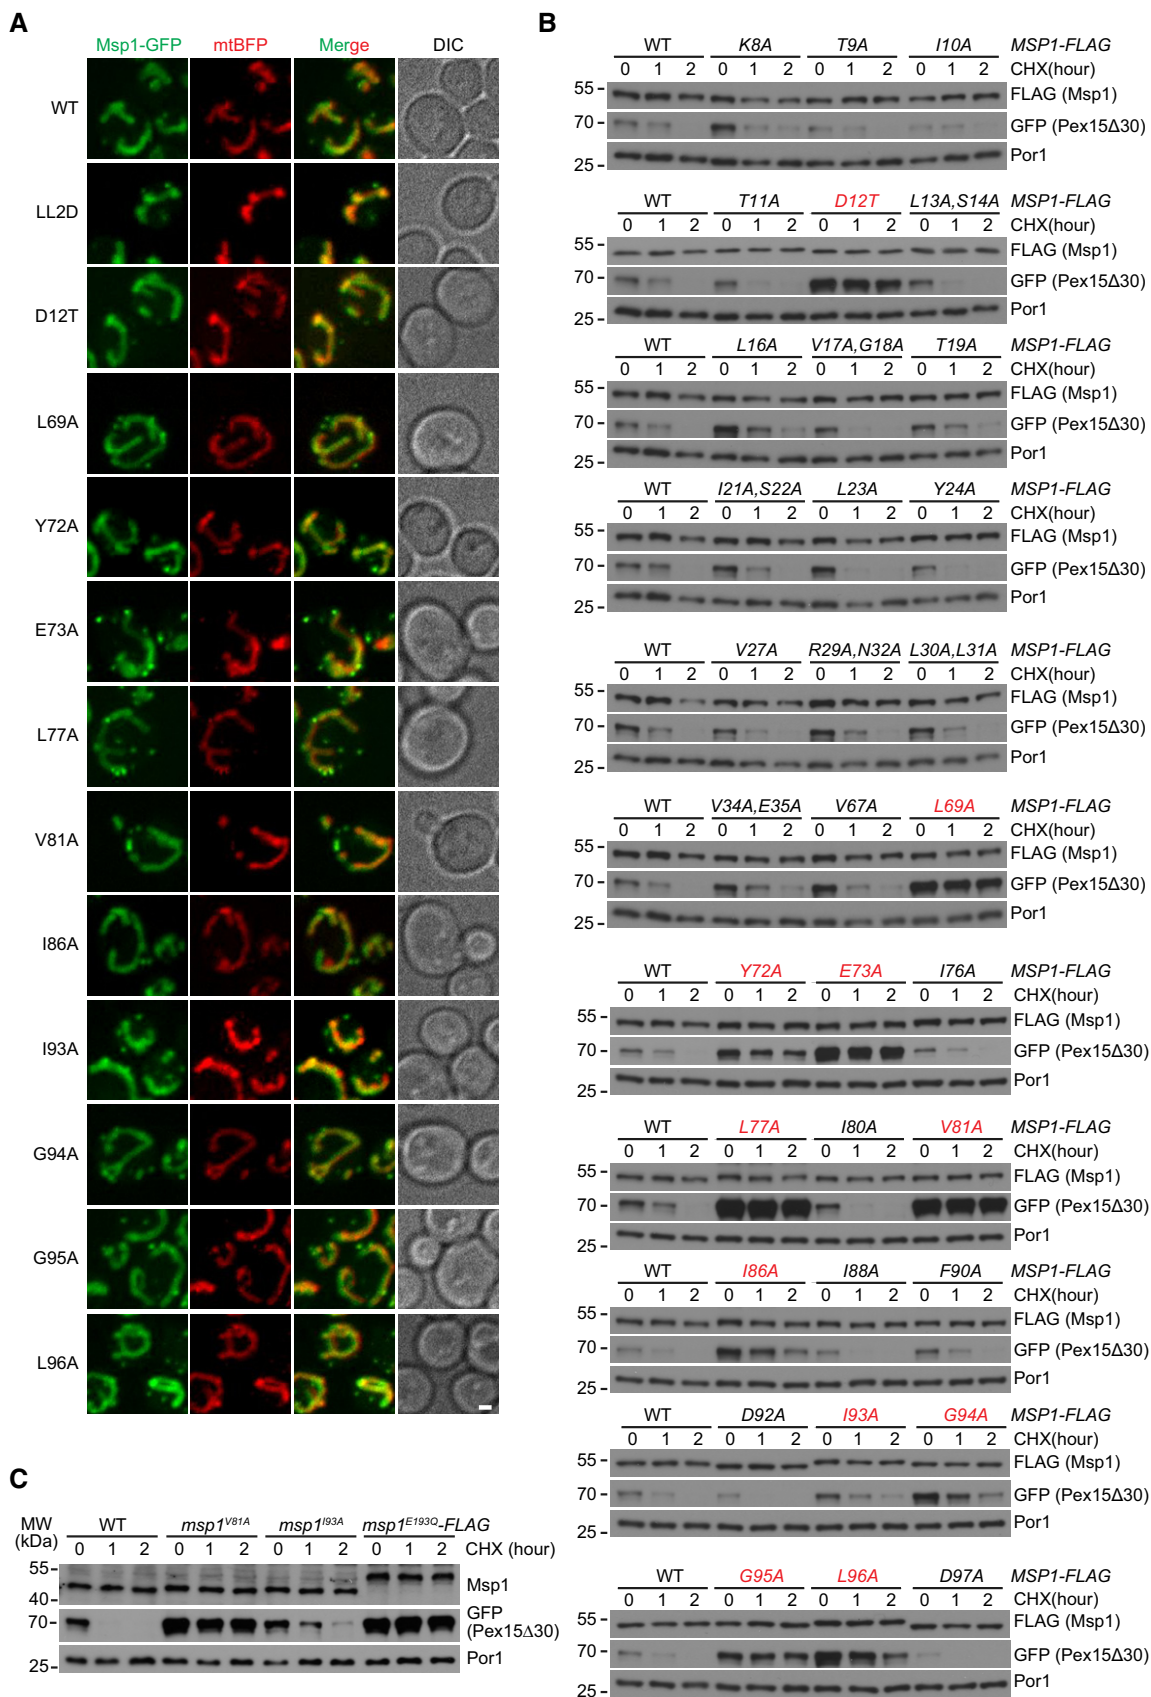 A
Msp1-GFP mtBFP Merge DIC
WT
LL2D
D12T
L69A
Y72A
E73A
L77A
V81A
I86A
I93A
G94A
G95A
L96A
B
WT K8A T9A I10A MSP1-FLAG
0 1 2 0 1 2 0 1 2 0 1 2 CHX(hour)
55 FLAG (Msp1)
70 GFP (Pex15Δ30)
25 Por1
WT T11A D12T L13A,S14A MSP1-FLAG
0 1 2 0 1 2 0 1 2 0 1 2 CHX(hour)
55 FLAG (Msp1)
70 GFP (Pex15Δ30)
25 Por1
WT L16A V17A,G18A T19A MSP1-FLAG
0 1 2 0 1 2 0 1 2 0 1 2 CHX(hour)
55 FLAG (Msp1)
70 GFP (Pex15Δ30)
25 Por1
WT I21A,S22A L23A Y24A MSP1-FLAG
0 1 2 0 1 2 0 1 2 0 1 2 CHX(hour)
55 FLAG (Msp1)
70 GFP (Pex15Δ30)
25 Por1
WT V27A R29A,N32A L30A,L31A MSP1-FLAG
0 1 2 0 1 2 0 1 2 0 1 2 CHX(hour)
55 FLAG (Msp1)
70 GFP (Pex15Δ30)
25 Por1
WT V34A,E35A V67A L69A MSP1-FLAG
0 1 2 0 1 2 0 1 2 0 1 2 CHX(hour)
55 FLAG (Msp1)
70 GFP (Pex15Δ30)
25 Por1
WT Y72A E73A I76A MSP1-FLAG
0 1 2 0 1 2 0 1 2 0 1 2 CHX(hour)
55 FLAG (Msp1)
70 GFP (Pex15Δ30)
25 Por1
WT L77A I80A V81A MSP1-FLAG
0 1 2 0 1 2 0 1 2 0 1 2 CHX(hour)
55 FLAG (Msp1)
70 GFP (Pex15Δ30)
25 Por1
WT I86A I88A F90A MSP1-FLAG
0 1 2 0 1 2 0 1 2 0 1 2 CHX(hour)
55 FLAG (Msp1)
70 GFP (Pex15Δ30)
25 Por1
WT D92A I93A G94A MSP1-FLAG
0 1 2 0 1 2 0 1 2 0 1 2 CHX(hour)
55 FLAG (Msp1)
70 GFP (Pex15Δ30)
25 Por1
WT G95A L96A D97A MSP1-FLAG
0 1 2 0 1 2 0 1 2 0 1 2 CHX(hour)
55 FLAG (Msp1)
70 GFP (Pex15Δ30)
25 Por1
C
MW (kDa) WT msp1V81A msp1I93A msp1E193Q-FLAG
0 1 2 0 1 2 0 1 2 0 1 2 CHX (hour)
55
40 Msp1
70 GFP (Pex15Δ30)
25 Por1